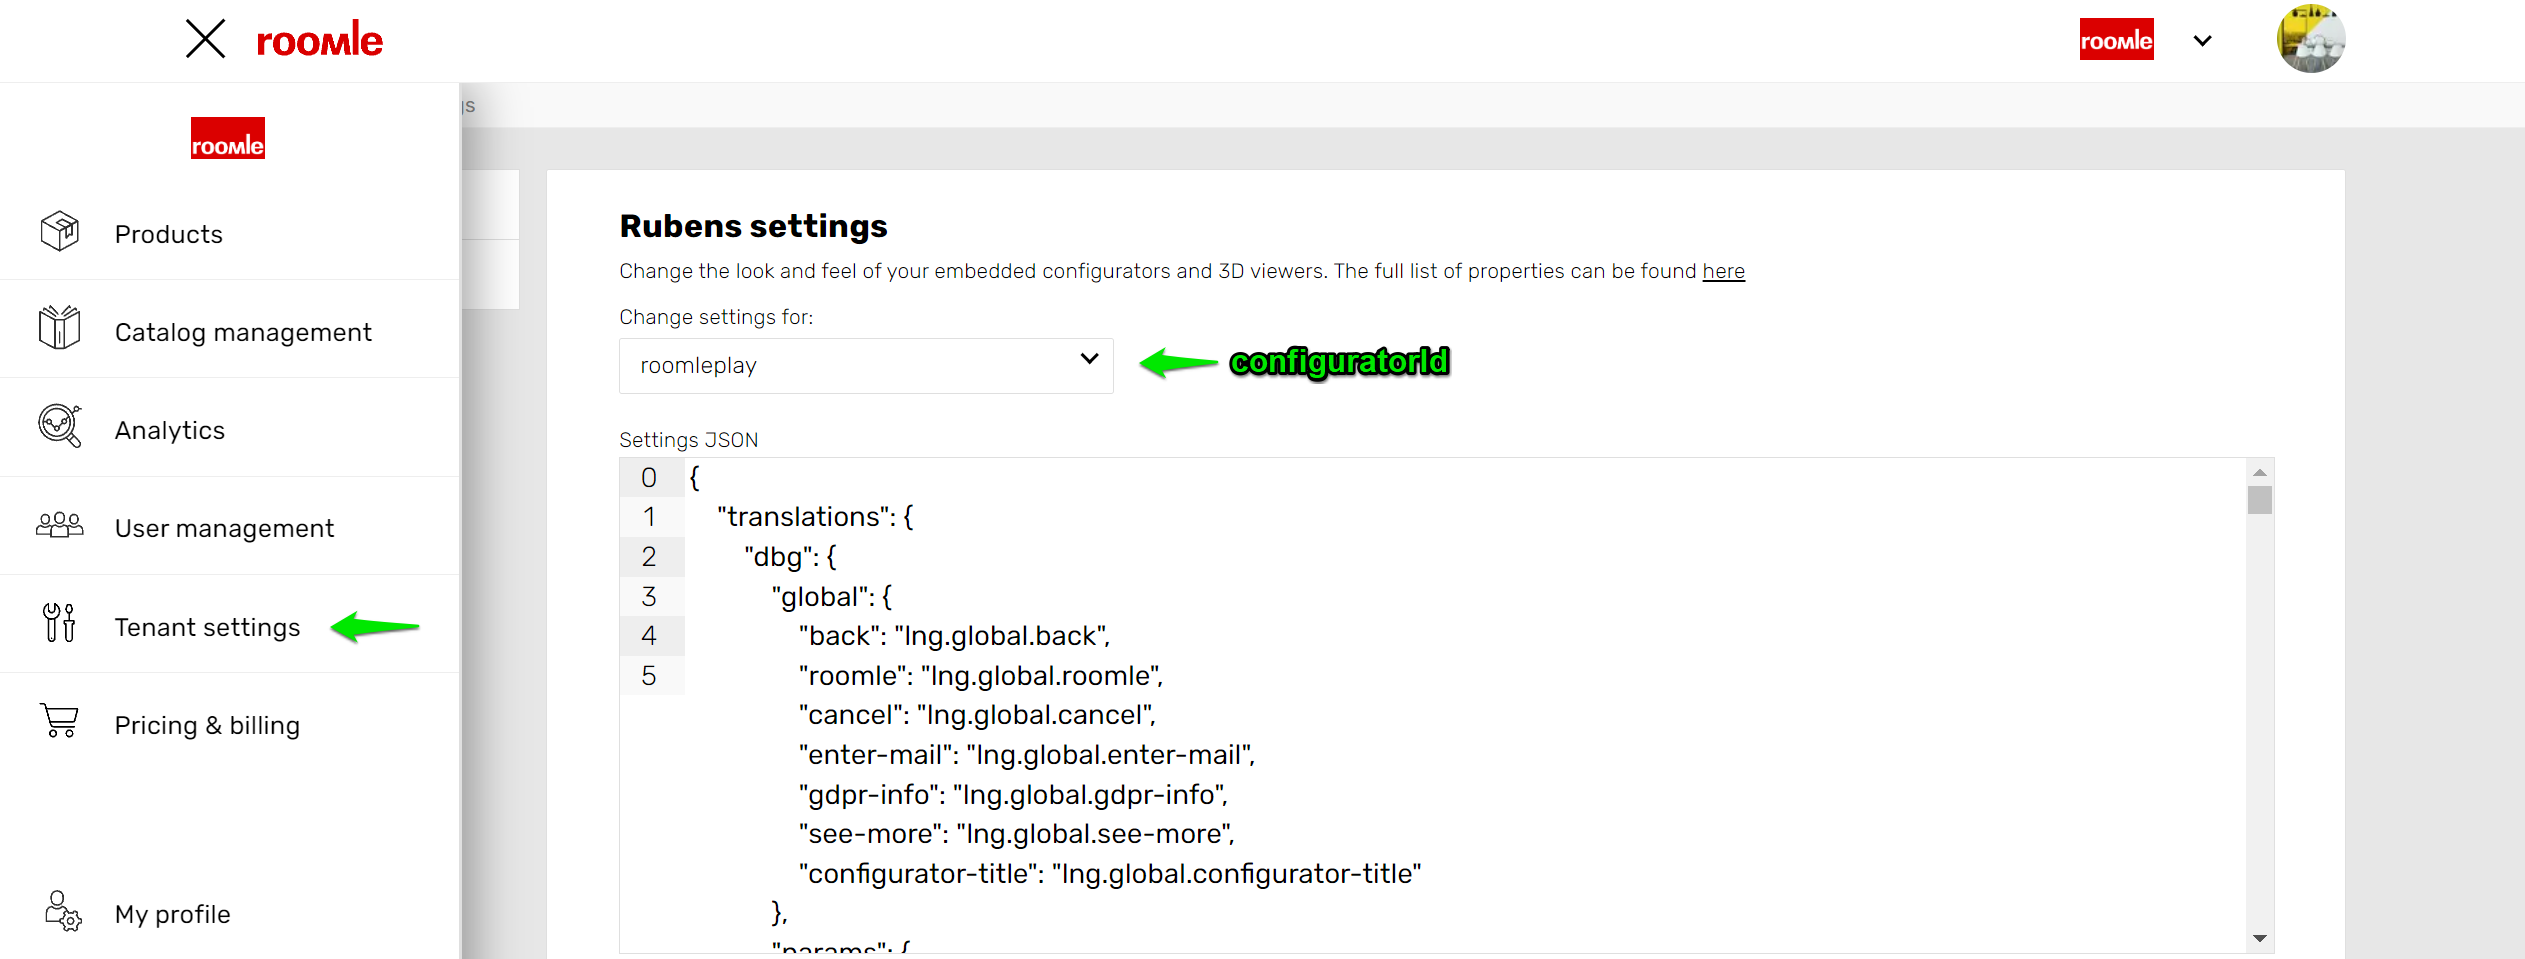 roomle
roomle
gs
roomle
Products
Catalog management
Analytics
User management
Tenant settings
Pricing & billing
My profile
Rubens settings
Change the look and feel of your embedded configurators and 3D viewers. The full list of properties can be found here
Change settings for:
roomleplay
configuratorId
Settings JSON
0 {
1 "translations": {
2 "dbg": {
3 "global": {
4 "back": "lng.global.back",
5 "roomle": "lng.global.roomle",
"cancel": "lng.global.cancel",
"enter-mail": "lng.global.enter-mail",
"gdpr-info": "lng.global.gdpr-info",
"see-more": "lng.global.see-more",
"configurator-title": "lng.global.configurator-title"
},
"params": {